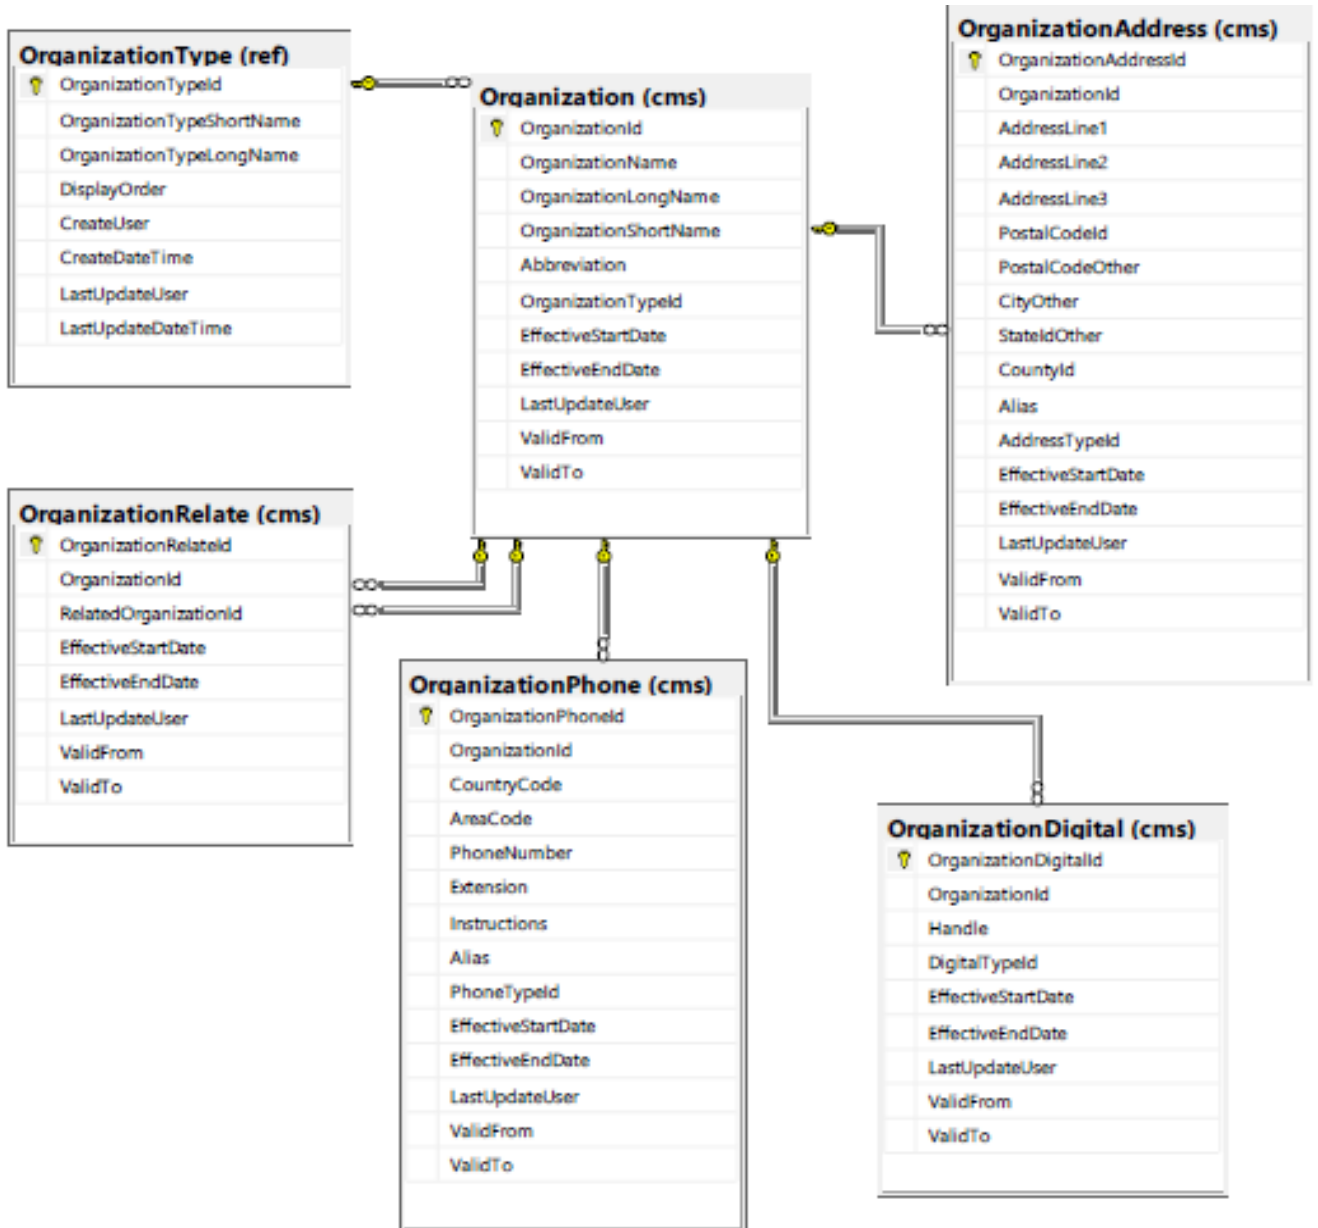 OrganizationType (ref)
OrganizationTypeId
OrganizationTypeShortName
OrganizationTypeLongName
DisplayOrder
CreateUser
CreateDateTime
LastUpdateUser
LastUpdateDateTime
Organization (cms)
OrganizationId
OrganizationName
OrganizationLongName
OrganizationShortName
Abbreviation
OrganizationTypeId
EffectiveStartDate
EffectiveEndDate
LastUpdateUser
ValidFrom
ValidTo
OrganizationAddress (cms)
OrganizationAddressId
OrganizationId
AddressLine1
AddressLine2
AddressLine3
PostalCodeId
PostalCodeOther
CityOther
StateIdOther
CountyId
Alias
AddressTypeId
EffectiveStartDate
EffectiveEndDate
LastUpdateUser
ValidFrom
ValidTo
OrganizationRelate (cms)
OrganizationRelateId
OrganizationId
RelatedOrganizationId
EffectiveStartDate
EffectiveEndDate
LastUpdateUser
ValidFrom
ValidTo
OrganizationPhone (cms)
OrganizationPhoneId
OrganizationId
CountryCode
AreaCode
PhoneNumber
Extension
Instructions
Alias
PhoneTypeId
EffectiveStartDate
EffectiveEndDate
LastUpdateUser
ValidFrom
ValidTo
OrganizationDigital (cms)
OrganizationDigitalId
OrganizationId
Handle
DigitalTypeId
EffectiveStartDate
EffectiveEndDate
LastUpdateUser
ValidFrom
ValidTo